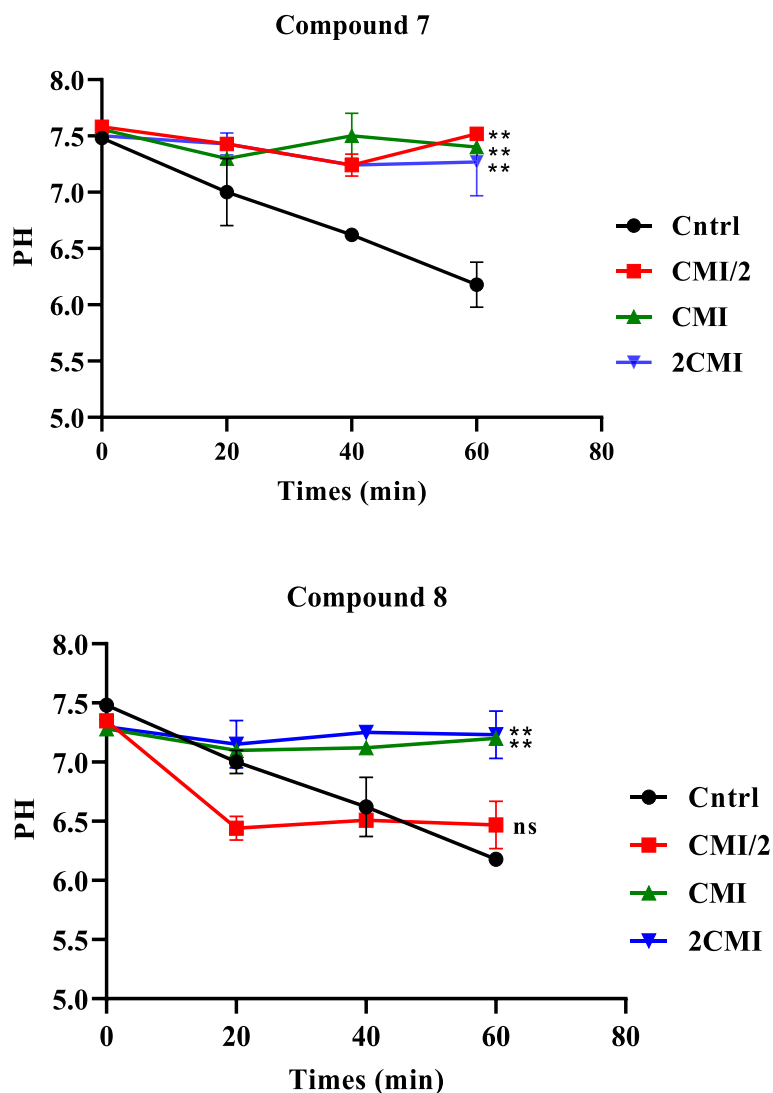 Compound 7
8.0
7.5
7.0
6.5
6.0
5.5
5.0
PH
0 20 40 60 80
Times (min)
**
**
**
Cntrl
CMI/2
CMI
2CMI
Compound 8
8.0
7.5
7.0
6.5
6.0
5.5
5.0
PH
0 20 40 60 80
Times (min)
**
**
ns
Cntrl
CMI/2
CMI
2CMI